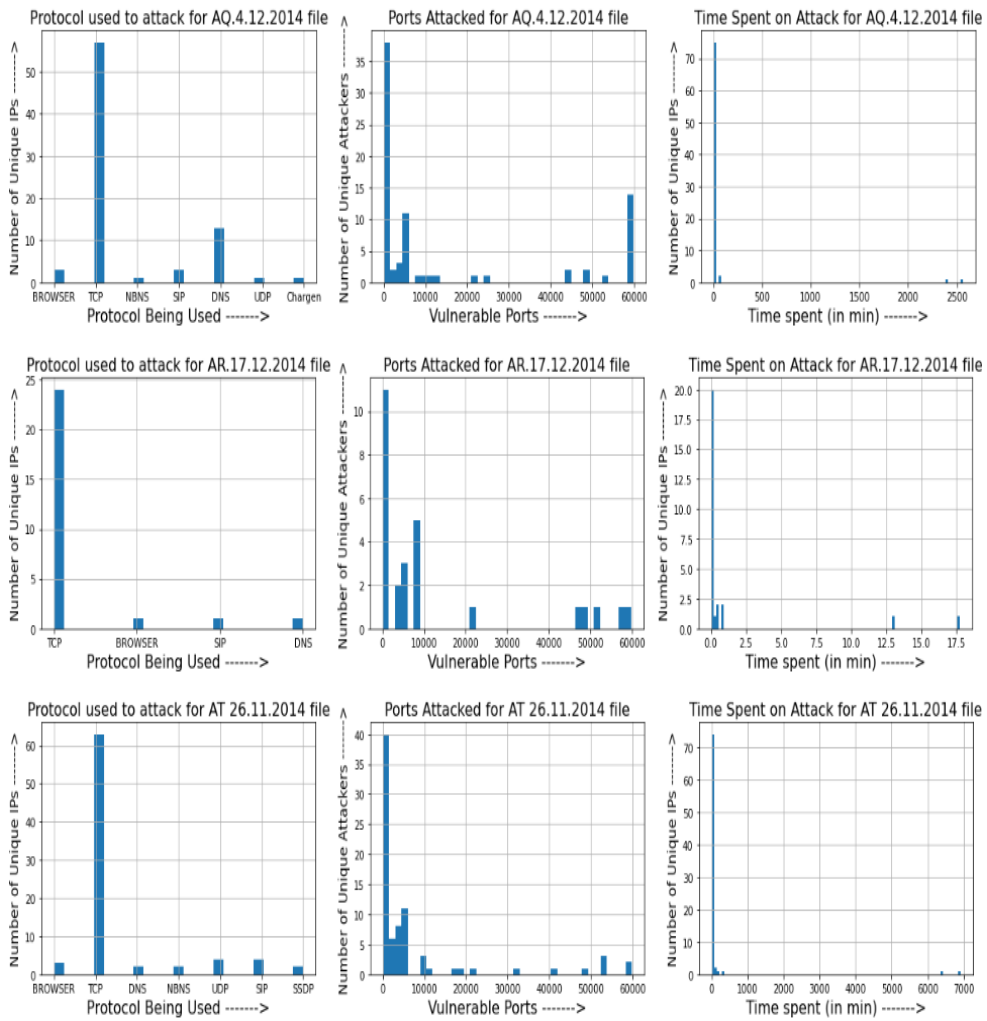 Protocol used to attack for AQ.4.12.2014 file
Number of Unique IPs ------->
50
40
30
20
10
0
BROWSER TCP NBNS SIP DNS UDP Chargen
Protocol Being Used ------->
Ports Attacked for AQ.4.12.2014 file
Number of Unique Attackers ------->
35
30
25
20
15
10
5
0
0 10000 20000 30000 40000 50000 60000
Vulnerable Ports ------->
Time Spent on Attack for AQ.4.12.2014 file
Number of Unique IPs ------->
70
60
50
40
30
20
10
0
0 500 1000 1500 2000 2500
Time spent (in min) ------->
Protocol used to attack for AR.17.12.2014 file
Number of Unique IPs ------->
25
20
15
10
5
0
TCP BROWSER SIP DNS
Protocol Being Used ------->
Ports Attacked for AR.17.12.2014 file
Number of Unique Attackers ------->
10
8
6
4
2
0
0 10000 20000 30000 40000 50000 60000
Vulnerable Ports ------->
Time Spent on Attack for AR.17.12.2014 file
Number of Unique IPs ------->
20.0
17.5
15.0
12.5
10.0
7.5
5.0
2.5
0.0
0.0 2.5 5.0 7.5 10.0 12.5 15.0 17.5
Time spent (in min) ------->
Protocol used to attack for AT 26.11.2014 file
Number of Unique IPs ------->
60
50
40
30
20
10
0
BROWSER TCP DNS NBNS UDP SIP SSDP
Protocol Being Used ------->
Ports Attacked for AT 26.11.2014 file
Number of Unique Attackers ------->
40
35
30
25
20
15
10
5
0
0 10000 20000 30000 40000 50000 60000
Vulnerable Ports ------->
Time Spent on Attack for AT 26.11.2014 file
Number of Unique IPs ------->
70
60
50
40
30
20
10
0
0 1000 2000 3000 4000 5000 6000 7000
Time spent (in min) ------->